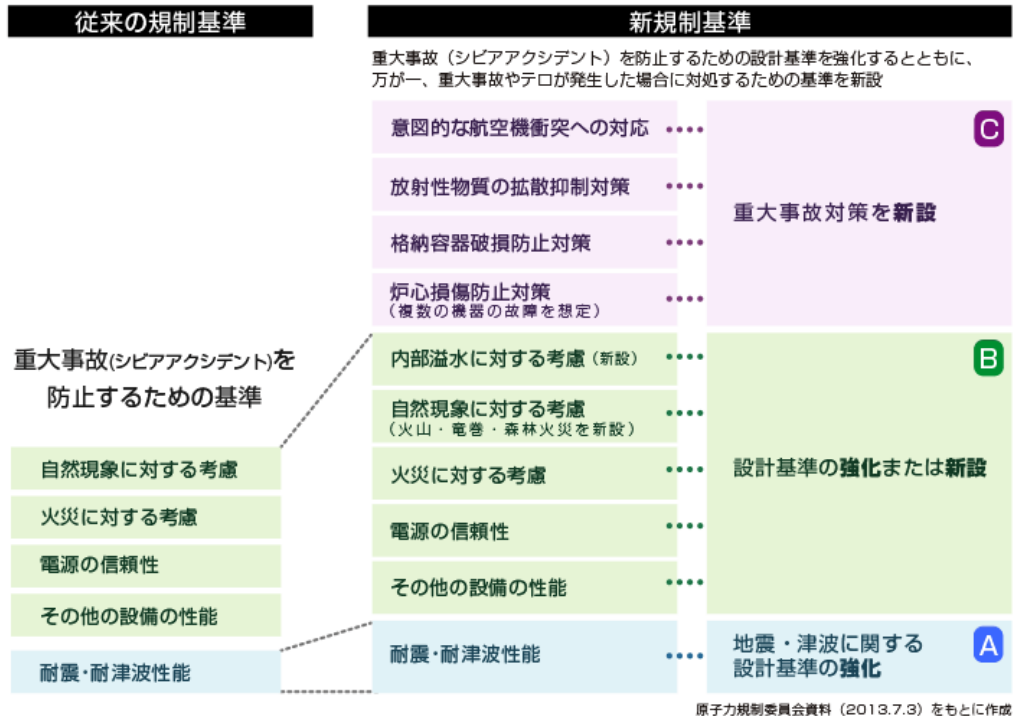 従来の規制基準
重大事故(シビアアクシデント)を
防止するための基準
自然現象に対する考慮
火災に対する考慮
電源の信頼性
その他の設備の性能
耐震・耐津波性能
新規制基準
重大事故（シビアアクシデント）を防止するための設計基準を強化するとともに、
万が一、重大事故やテロが発生した場合に対処するための基準を新設
意図的な航空機衝突への対応
放射性物質の拡散抑制対策
格納容器破損防止対策
炉心損傷防止対策
（複数の機器の故障を想定）
C
重大事故対策を新設
内部溢水に対する考慮（新設）
自然現象に対する考慮
（火山・竜巻・森林火災を新設）
火災に対する考慮
電源の信頼性
その他の設備の性能
B
設計基準の強化または新設
耐震・耐津波性能
A
地震・津波に関する
設計基準の強化
原子力規制委員会資料（2013.7.3）をもとに作成